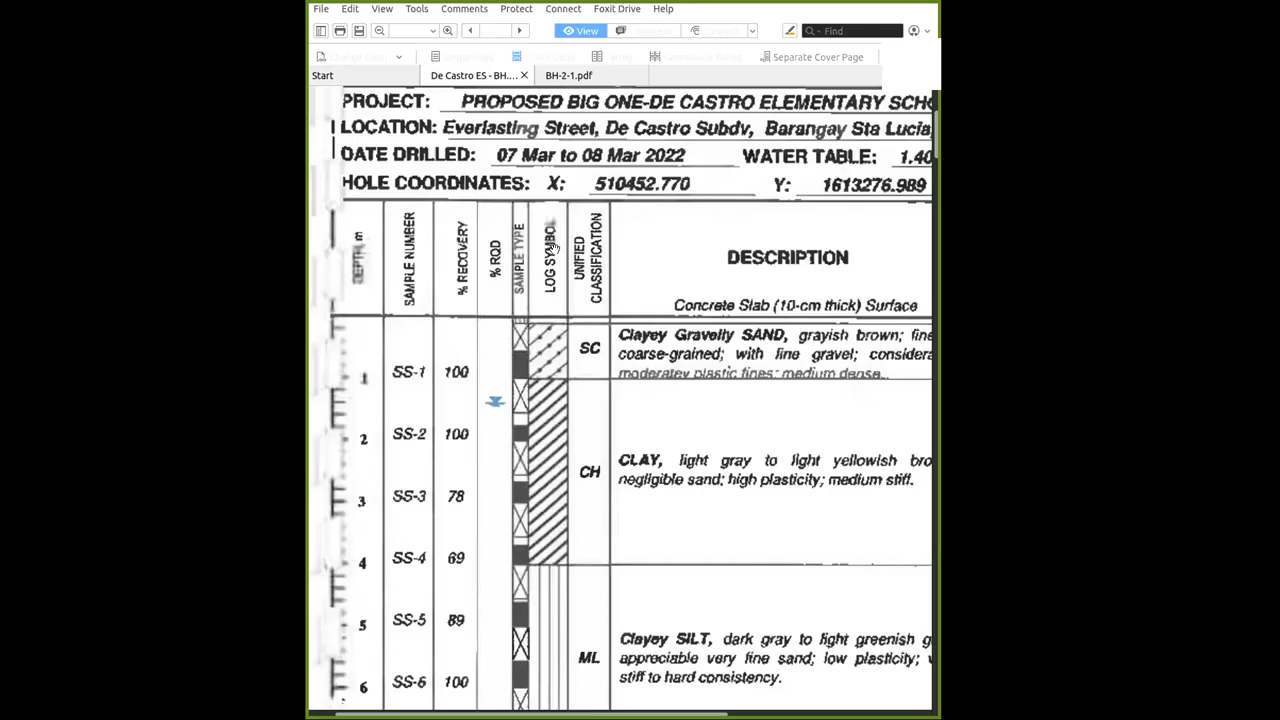 File Edit View Tools Comments Protect Connect Foxit Drive Help
View Find
Separate Cover Page
Start De Castro ES - BH.... BH-2-1.pdf
PROJECT: PROPOSED BIG ONE-DE CASTRO ELEMENTARY SCHO
LOCATION: Everlasting Street, De Castro Subdv, Barangay Sta Lucia,
DATE DRILLED: 07 Mar to 08 Mar 2022 WATER TABLE: 1.40
HOLE COORDINATES: X: 510452.770 Y: 1613276.989
DEPTH, m
SAMPLE NUMBER
% RECOVERY
% RQD
SAMPLE TYPE
LOG SYMBOL
UNIFIED CLASSIFICATION
DESCRIPTION
Concrete Slab (10-cm thick) Surface
1 SS-1 100 SC
Clayey Gravelly SAND, grayish brown; fine
coarse-grained; with fine gravel; considera
moderatey plastic fines; medium dense.
2 SS-2 100
3 SS-3 78 CH
CLAY, light gray to light yellowish bro
negligible sand; high plasticity; medium stiff.
4 SS-4 69
5 SS-5 89
6 SS-6 100 ML
Clayey SILT, dark gray to light greenish g
appreciable very fine sand; low plasticity; v
stiff to hard consistency.